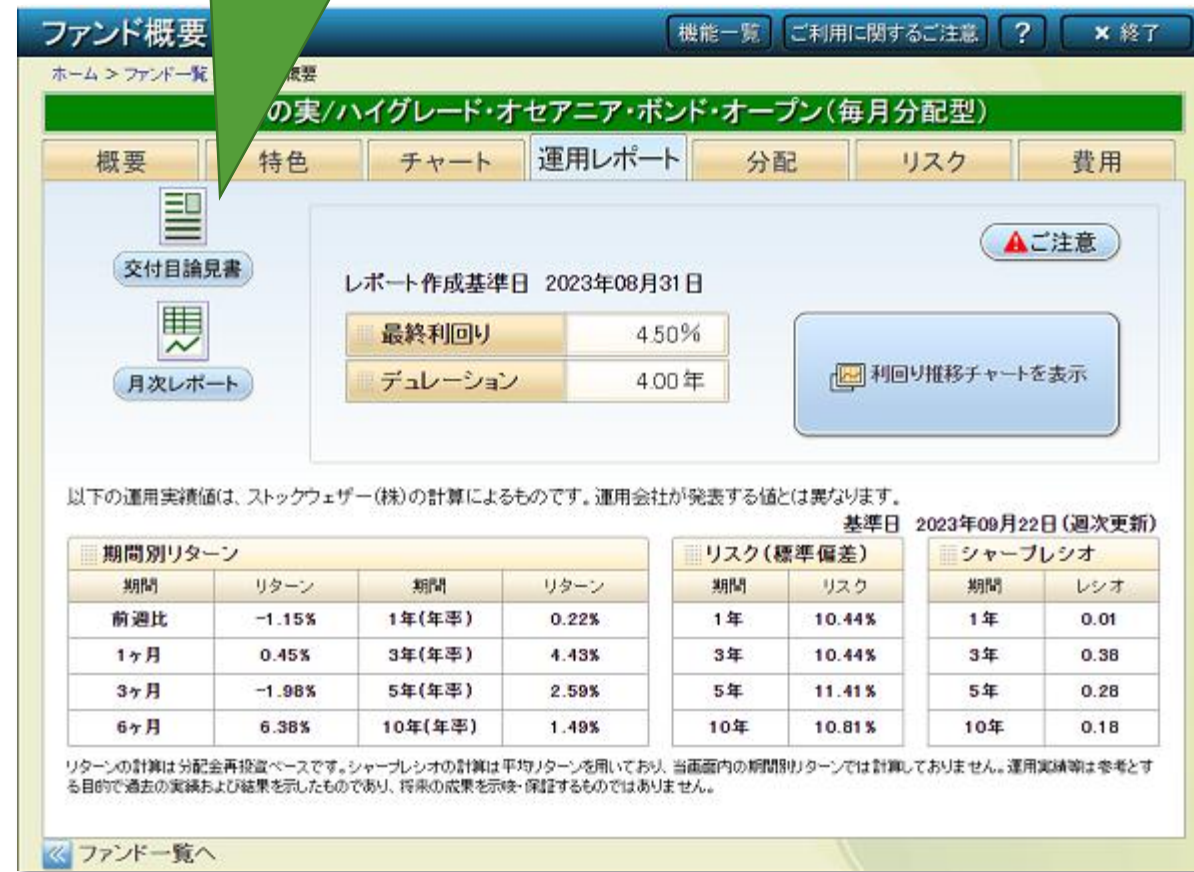 ファンド概要
機能一覧 ご利用に関するご注意 ? × 終了
ホーム > ファンド一覧 概要
の実/ハイグレード・オセアニア・ボンド・オープン(毎月分配型)
概要 特色 チャート 運用レポート 分配 リスク 費用
交付目論見書
月次レポート
ご注意
レポート作成基準日 2023年08月31日
最終利回り 4.50%
デュレーション 4.00年
利回り推移チャートを表示
以下の運用実績値は、ストックウェザー(株)の計算によるものです。運用会社が発表する値とは異なります。
基準日 2023年09月22日(週次更新)
期間別リターン リスク(標準偏差) シャープレシオ
期間 リターン 期間 リターン 期間 リスク 期間 レシオ
前週比 -1.15% 1年(年率) 0.22% 1年 10.44% 1年 0.01
1ヶ月 0.45% 3年(年率) 4.43% 3年 10.44% 3年 0.38
3ヶ月 -1.98% 5年(年率) 2.59% 5年 11.41% 5年 0.28
6ヶ月 6.38% 10年(年率) 1.49% 10年 10.81% 10年 0.18
リターンの計算は分配金再投資ベースです。シャープレシオの計算は平均リターンを用いており、当画面内の期間別リターンでは計算しておりません。運用実績等は参考とす
る目的で過去の実績および結果を示したものであり、将来の成果を示唆・保証するものではありません。
ファンド一覧へ